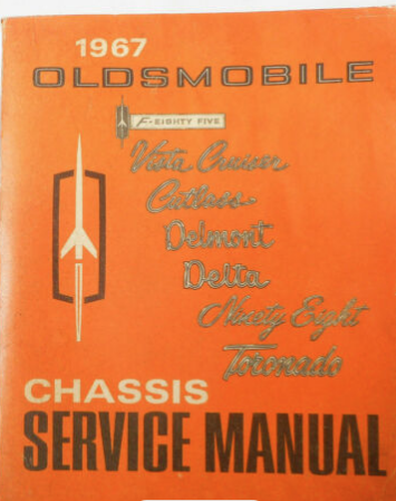 1967
OLDSMOBILE
F-EIGHTY FIVE
Vista Cruiser
Cutlass
Delmont
Delta
Ninety Eight
Toronado
CHASSIS
SERVICE MANUAL